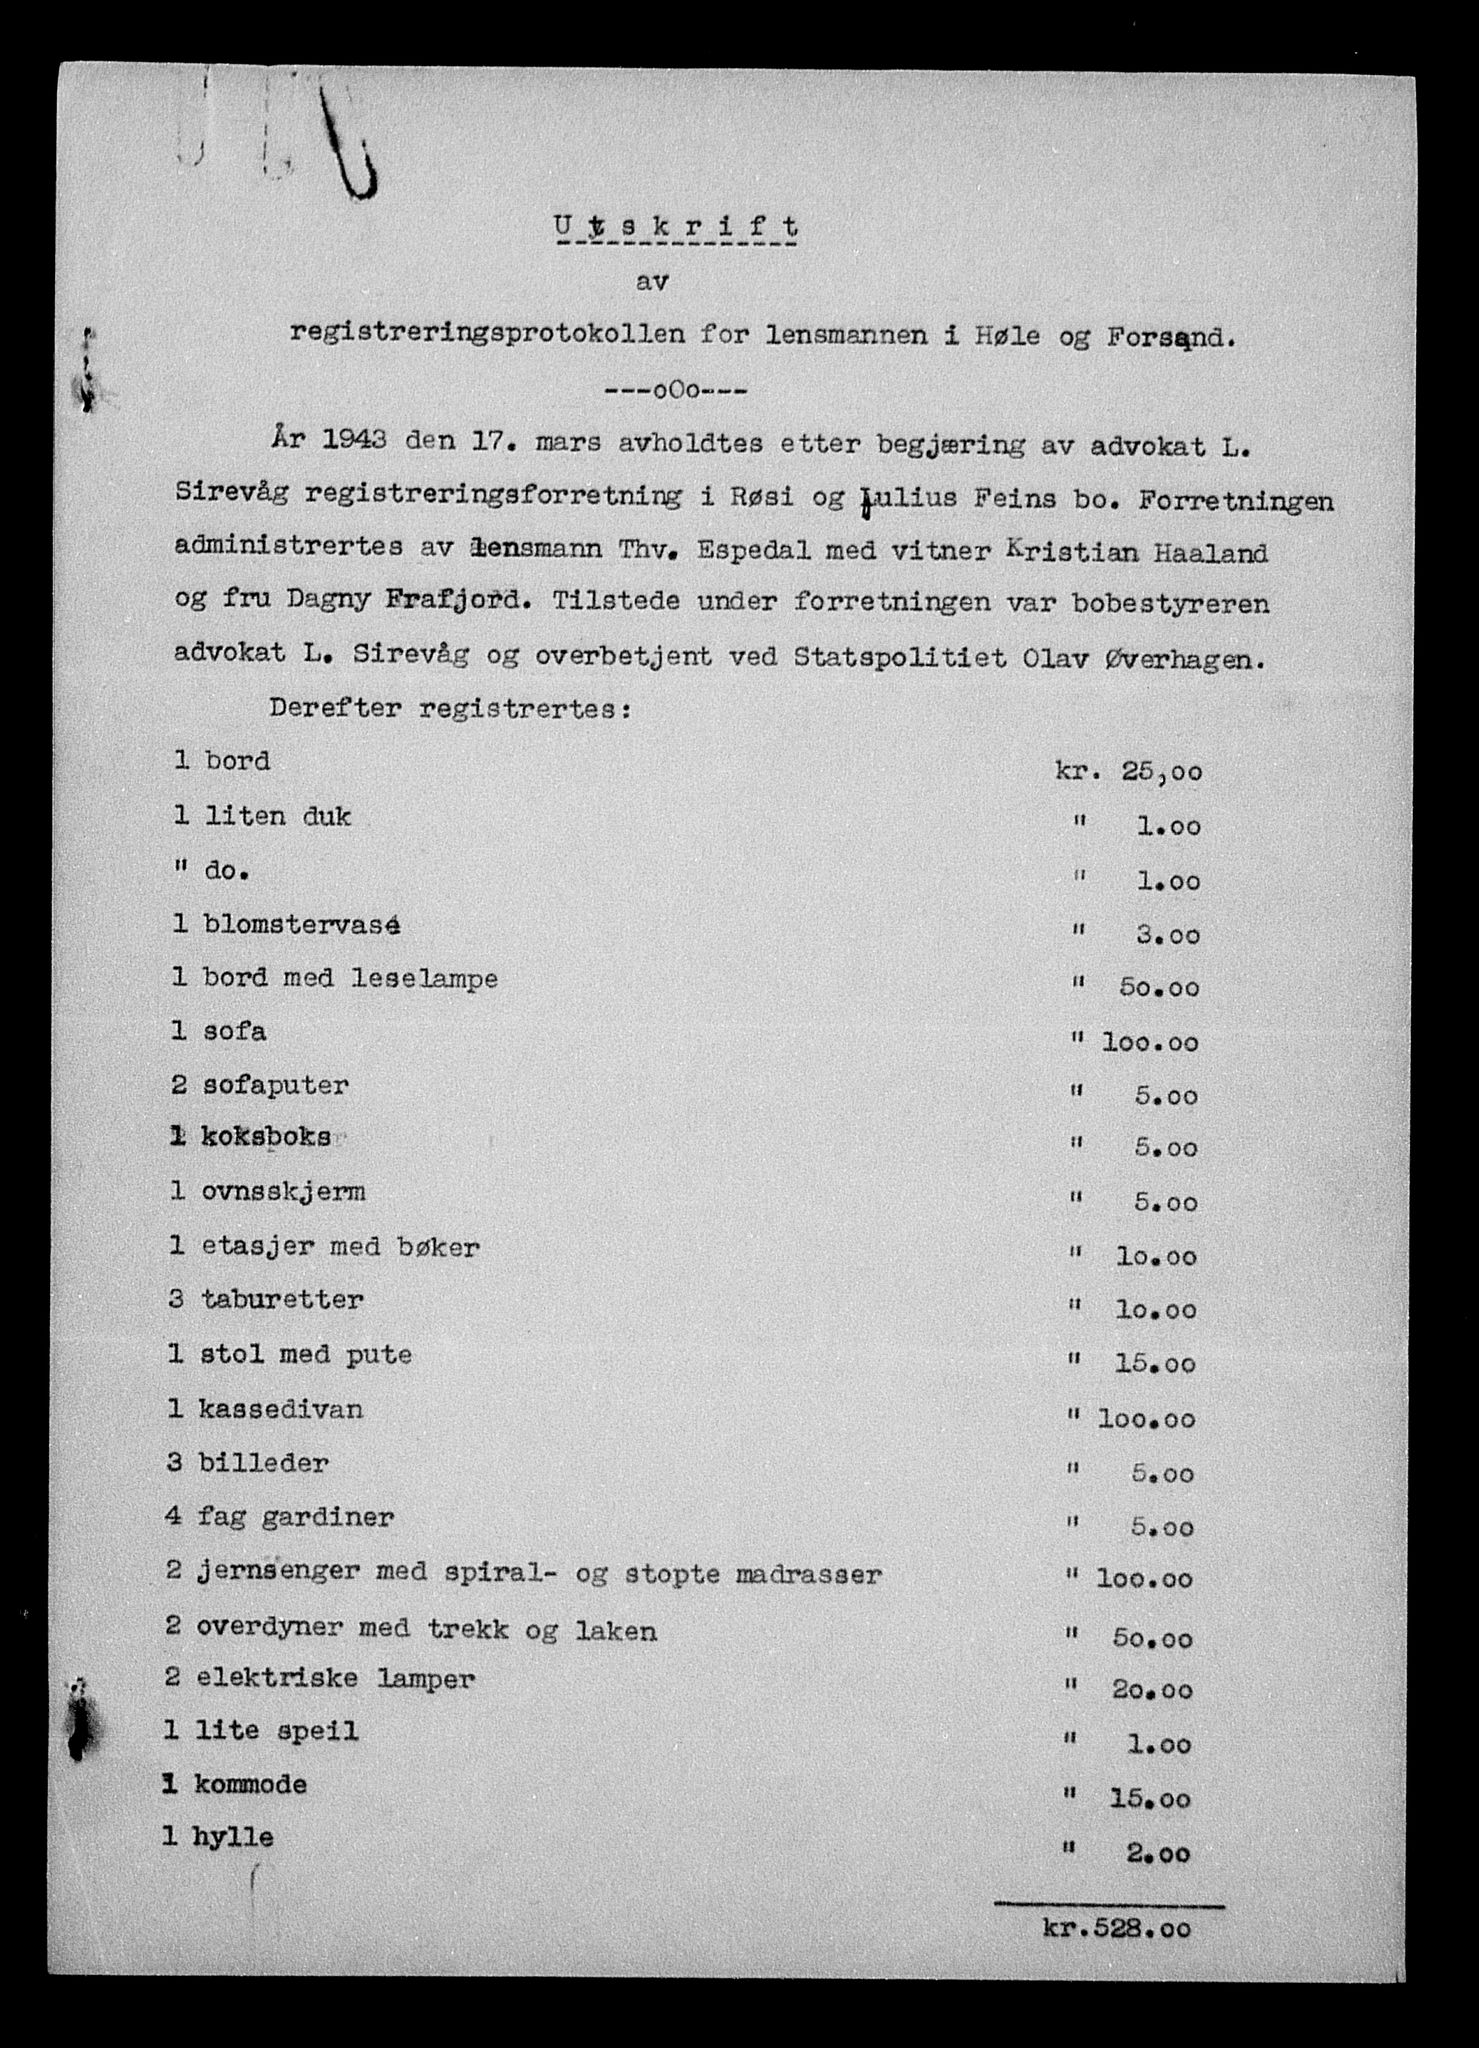 Utskrift
av
registreringsprotokollen for lensmannen i Høle og Forsand.
---oOo---
År 1943 den 17. mars avholdtes etter begjæring av advokat L.
Sirevåg registreringsforretning i Røsi og Julius Feins bo. Forretningen
administrertes av lensmann Thv. Espedal med vitner Kristian Haaland
og fru Dagny Frafjord. Tilstede under forretningen var bobestyreren
advokat L. Sirevåg og overbetjent ved Statspolitiet Olav Øverhagen.
Derefter registrertes:
1 bord kr. 25,00
1 liten duk " 1.00
" do. " 1.00
1 blomstervase " 3.00
1 bord med leselampe " 50.00
1 sofa " 100.00
2 sofaputer " 5.00
1 koksboks " 5.00
1 ovnsskjerm " 5.00
1 etasjer med bøker " 10.00
3 taburetter " 10.00
1 stol med pute " 15.00
1 kassedivan " 100.00
3 billeder " 5.00
4 fag gardiner " 5.00
2 jernsenger med spiral- og stopte madrasser " 100.00
2 overdyner med trekk og laken " 50.00
2 elektriske lamper " 20.00
1 lite speil " 1.00
1 kommode " 15.00
1 hylle " 2.00
kr.528.00